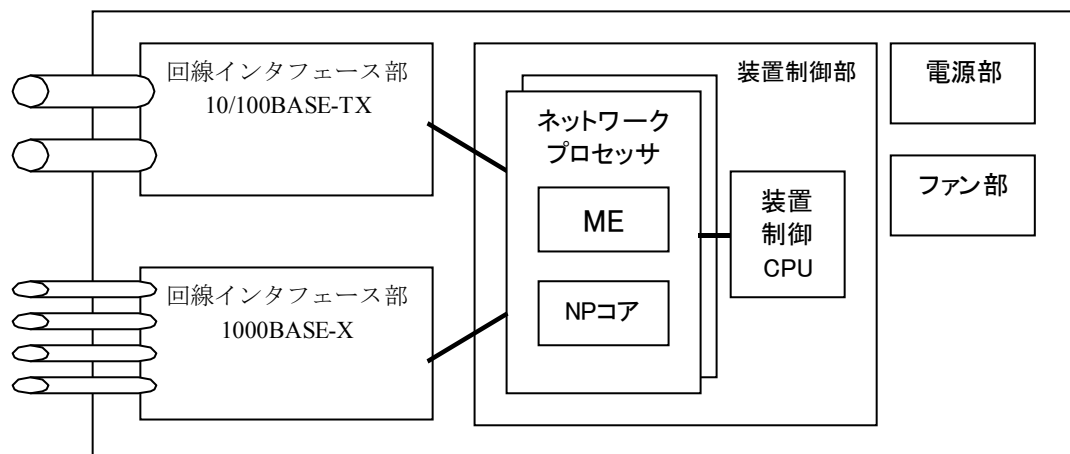 回線インタフェース部
10/100BASE-TX
回線インタフェース部
1000BASE-X
装置制御部
ネットワーク
プロセッサ
ME
NPコア
装置
制御
CPU
電源部
ファン部